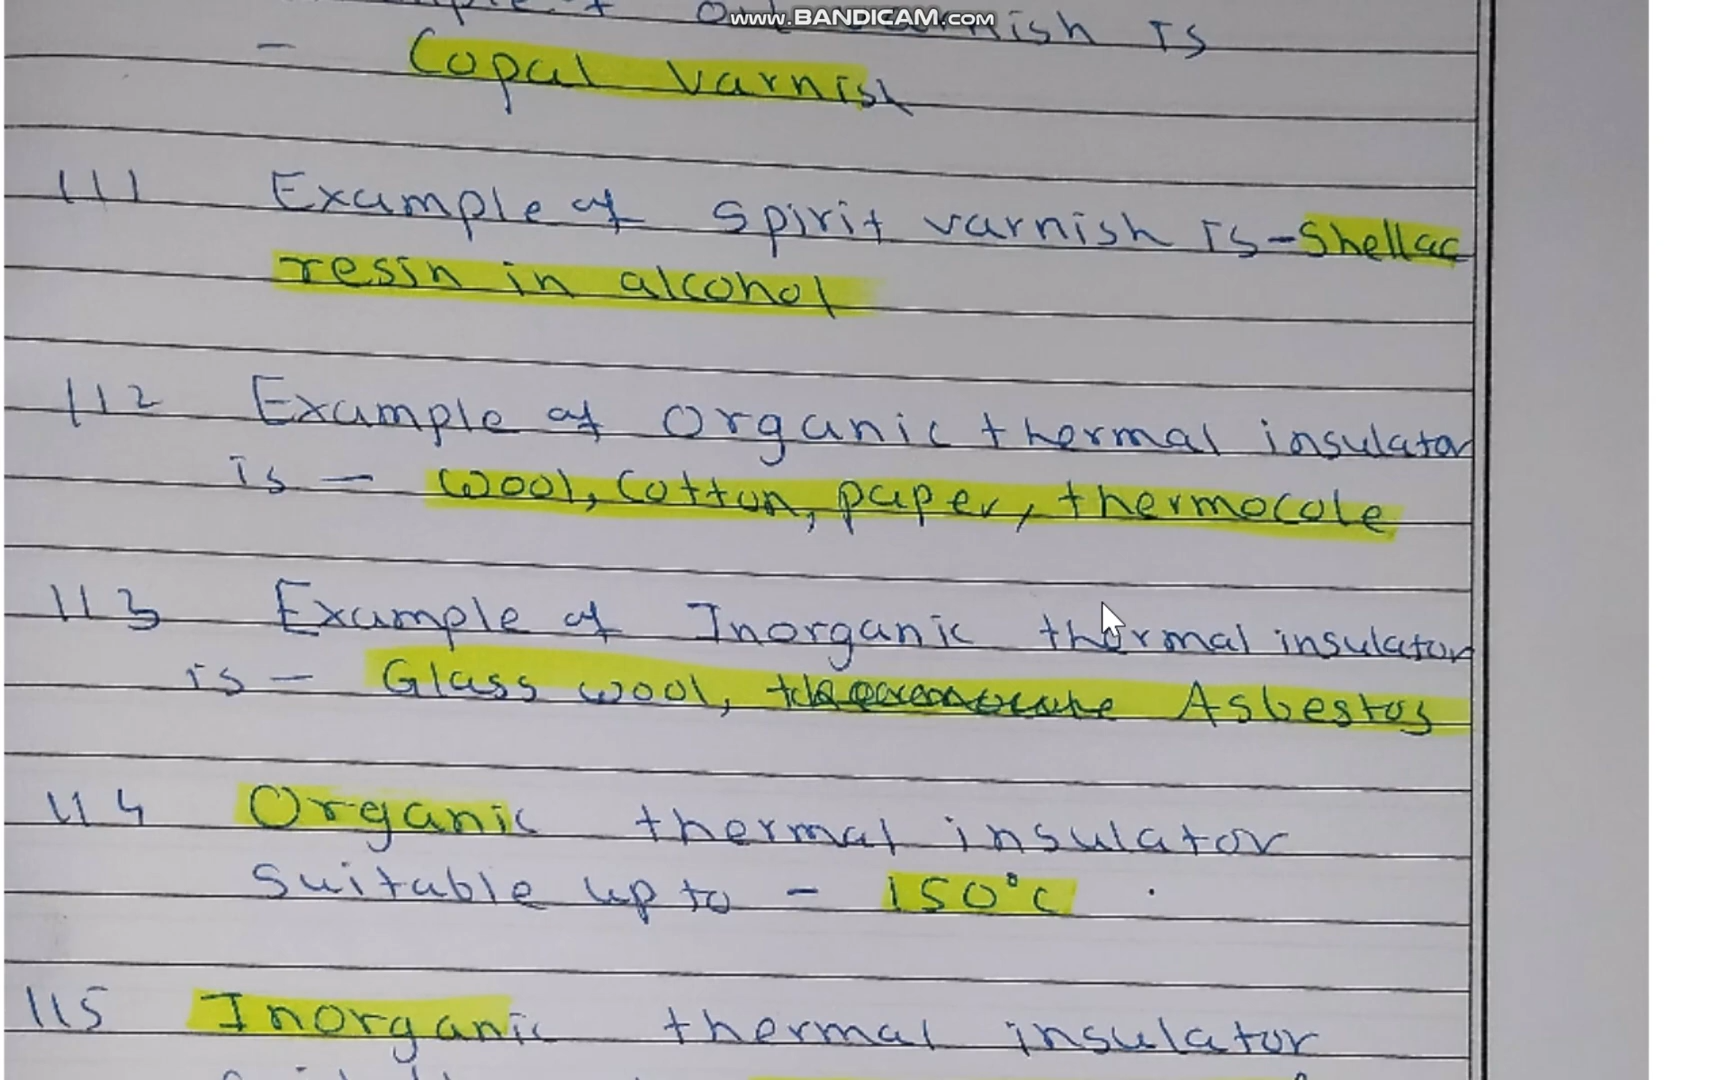 www.BANDICAM.com
varnish is
- Copal varnish
111 Example of spirit varnish is - Shellac
resin in alcohol
112 Example of Organic thermal insulator
is - wool, Cotton, paper, thermocole
113 Example of Inorganic thermal insulator
is - Glass wool, Asbestos
114 Organic thermal insulator
suitable up to - 150°C
115 Inorganic thermal insulator